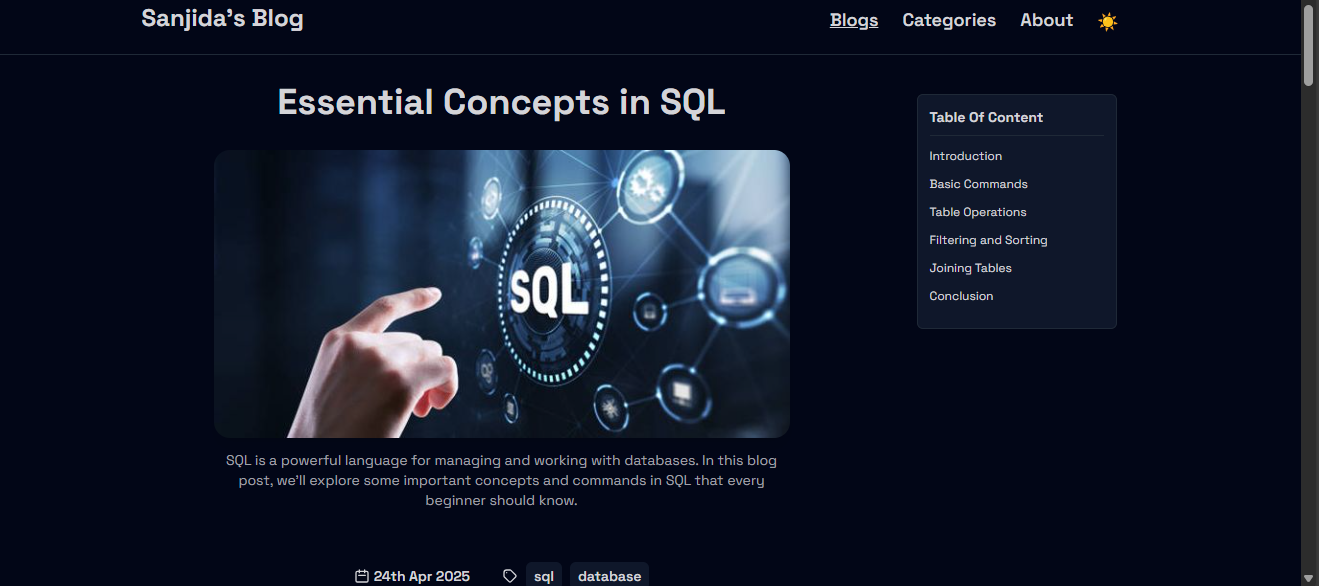 Sanjida's Blog
Blogs Categories About
Essential Concepts in SQL
SQL
SQL is a powerful language for managing and working with databases. In this blog
post, we'll explore some important concepts and commands in SQL that every
beginner should know.
24th Apr 2025 sql database
Table Of Content
Introduction
Basic Commands
Table Operations
Filtering and Sorting
Joining Tables
Conclusion